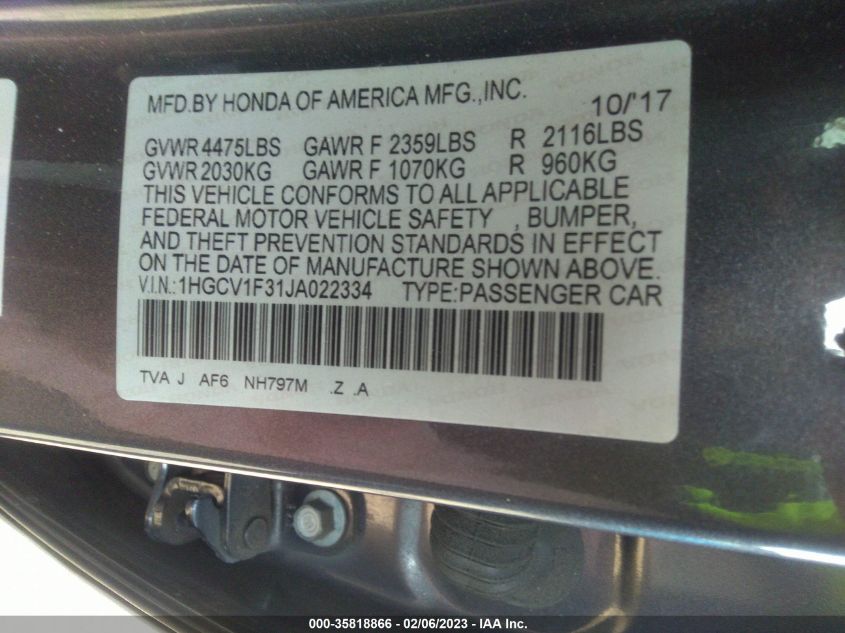 MFD.BY HONDA OF AMERICA MFG.,INC. 10/'17
GVWR 4475LBS GAWR F 2359LBS R 2116LBS
GVWR 2030KG GAWR F 1070KG R 960KG
THIS VEHICLE CONFORMS TO ALL APPLICABLE
FEDERAL MOTOR VEHICLE SAFETY , BUMPER,
AND THEFT PREVENTION STANDARDS IN EFFECT
ON THE DATE OF MANUFACTURE SHOWN ABOVE.
V.I.N.:1HGCV1F31JA022334 TYPE:PASSENGER CAR
TVA J AF6 NH797M .Z .A
000-35818866 - 02/06/2023 - IAA Inc.